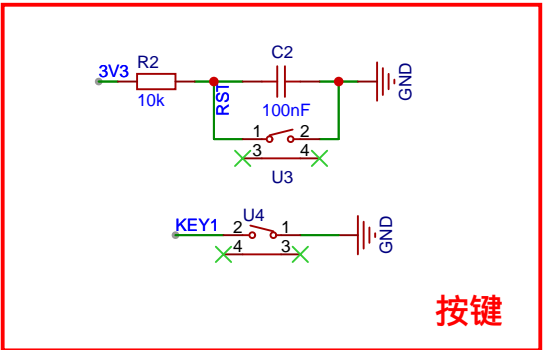 C2
3V3 R2
10k
RST
100nF
GND
1 2
3 4
U3
KEY1
U4
2 1
4 3
GND
按键